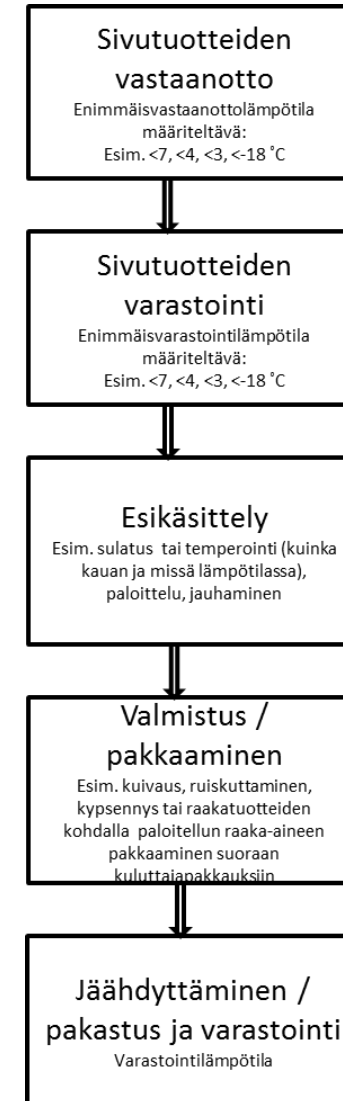 Sivutuotteiden
vastaanotto
Enimmäisvastaanottolämpötila
määriteltävä:
Esim. <7, <4, <3, <-18 ˚C
Sivutuotteiden
varastointi
Enimmäisvarastointilämpötila
määriteltävä:
Esim. <7, <4, <3, <-18 ˚C
Esikäsittely
Esim. sulatus tai temperointi (kuinka
kauan ja missä lämpötilassa),
paloittelu, jauhaminen
Valmistus /
pakkaaminen
Esim. kuivaus, ruiskuttaminen,
kypsennys tai raakatuotteiden
kohdalla paloitellun raaka-aineen
pakkaaminen suoraan
kuluttajapakkauksiin
Jäähdyttäminen /
pakastus ja varastointi
Varastointilämpötila